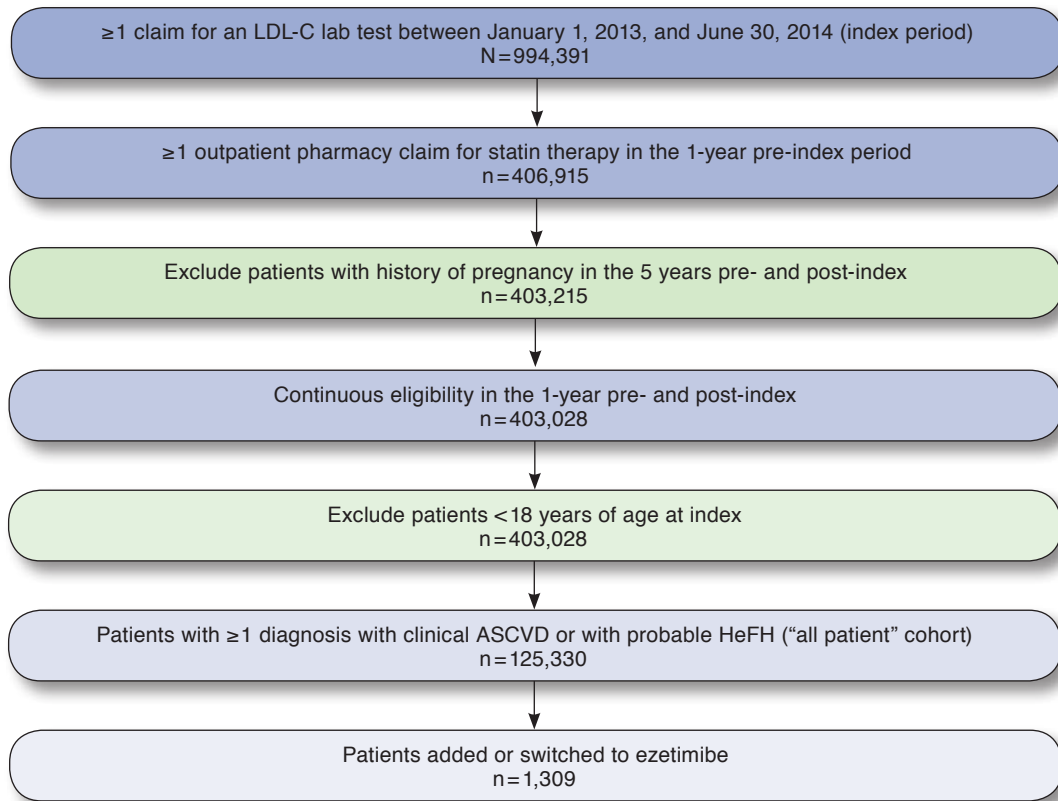 ≥1 claim for an LDL-C lab test between January 1, 2013, and June 30, 2014 (index period)
N=994,391
≥1 outpatient pharmacy claim for statin therapy in the 1-year pre-index period
n=406,915
Exclude patients with history of pregnancy in the 5 years pre- and post-index
n=403,215
Continuous eligibility in the 1-year pre- and post-index
n=403,028
Exclude patients <18 years of age at index
n=403,028
Patients with ≥1 diagnosis with clinical ASCVD or with probable HeFH (“all patient” cohort)
n=125,330
Patients added or switched to ezetimibe
n=1,309